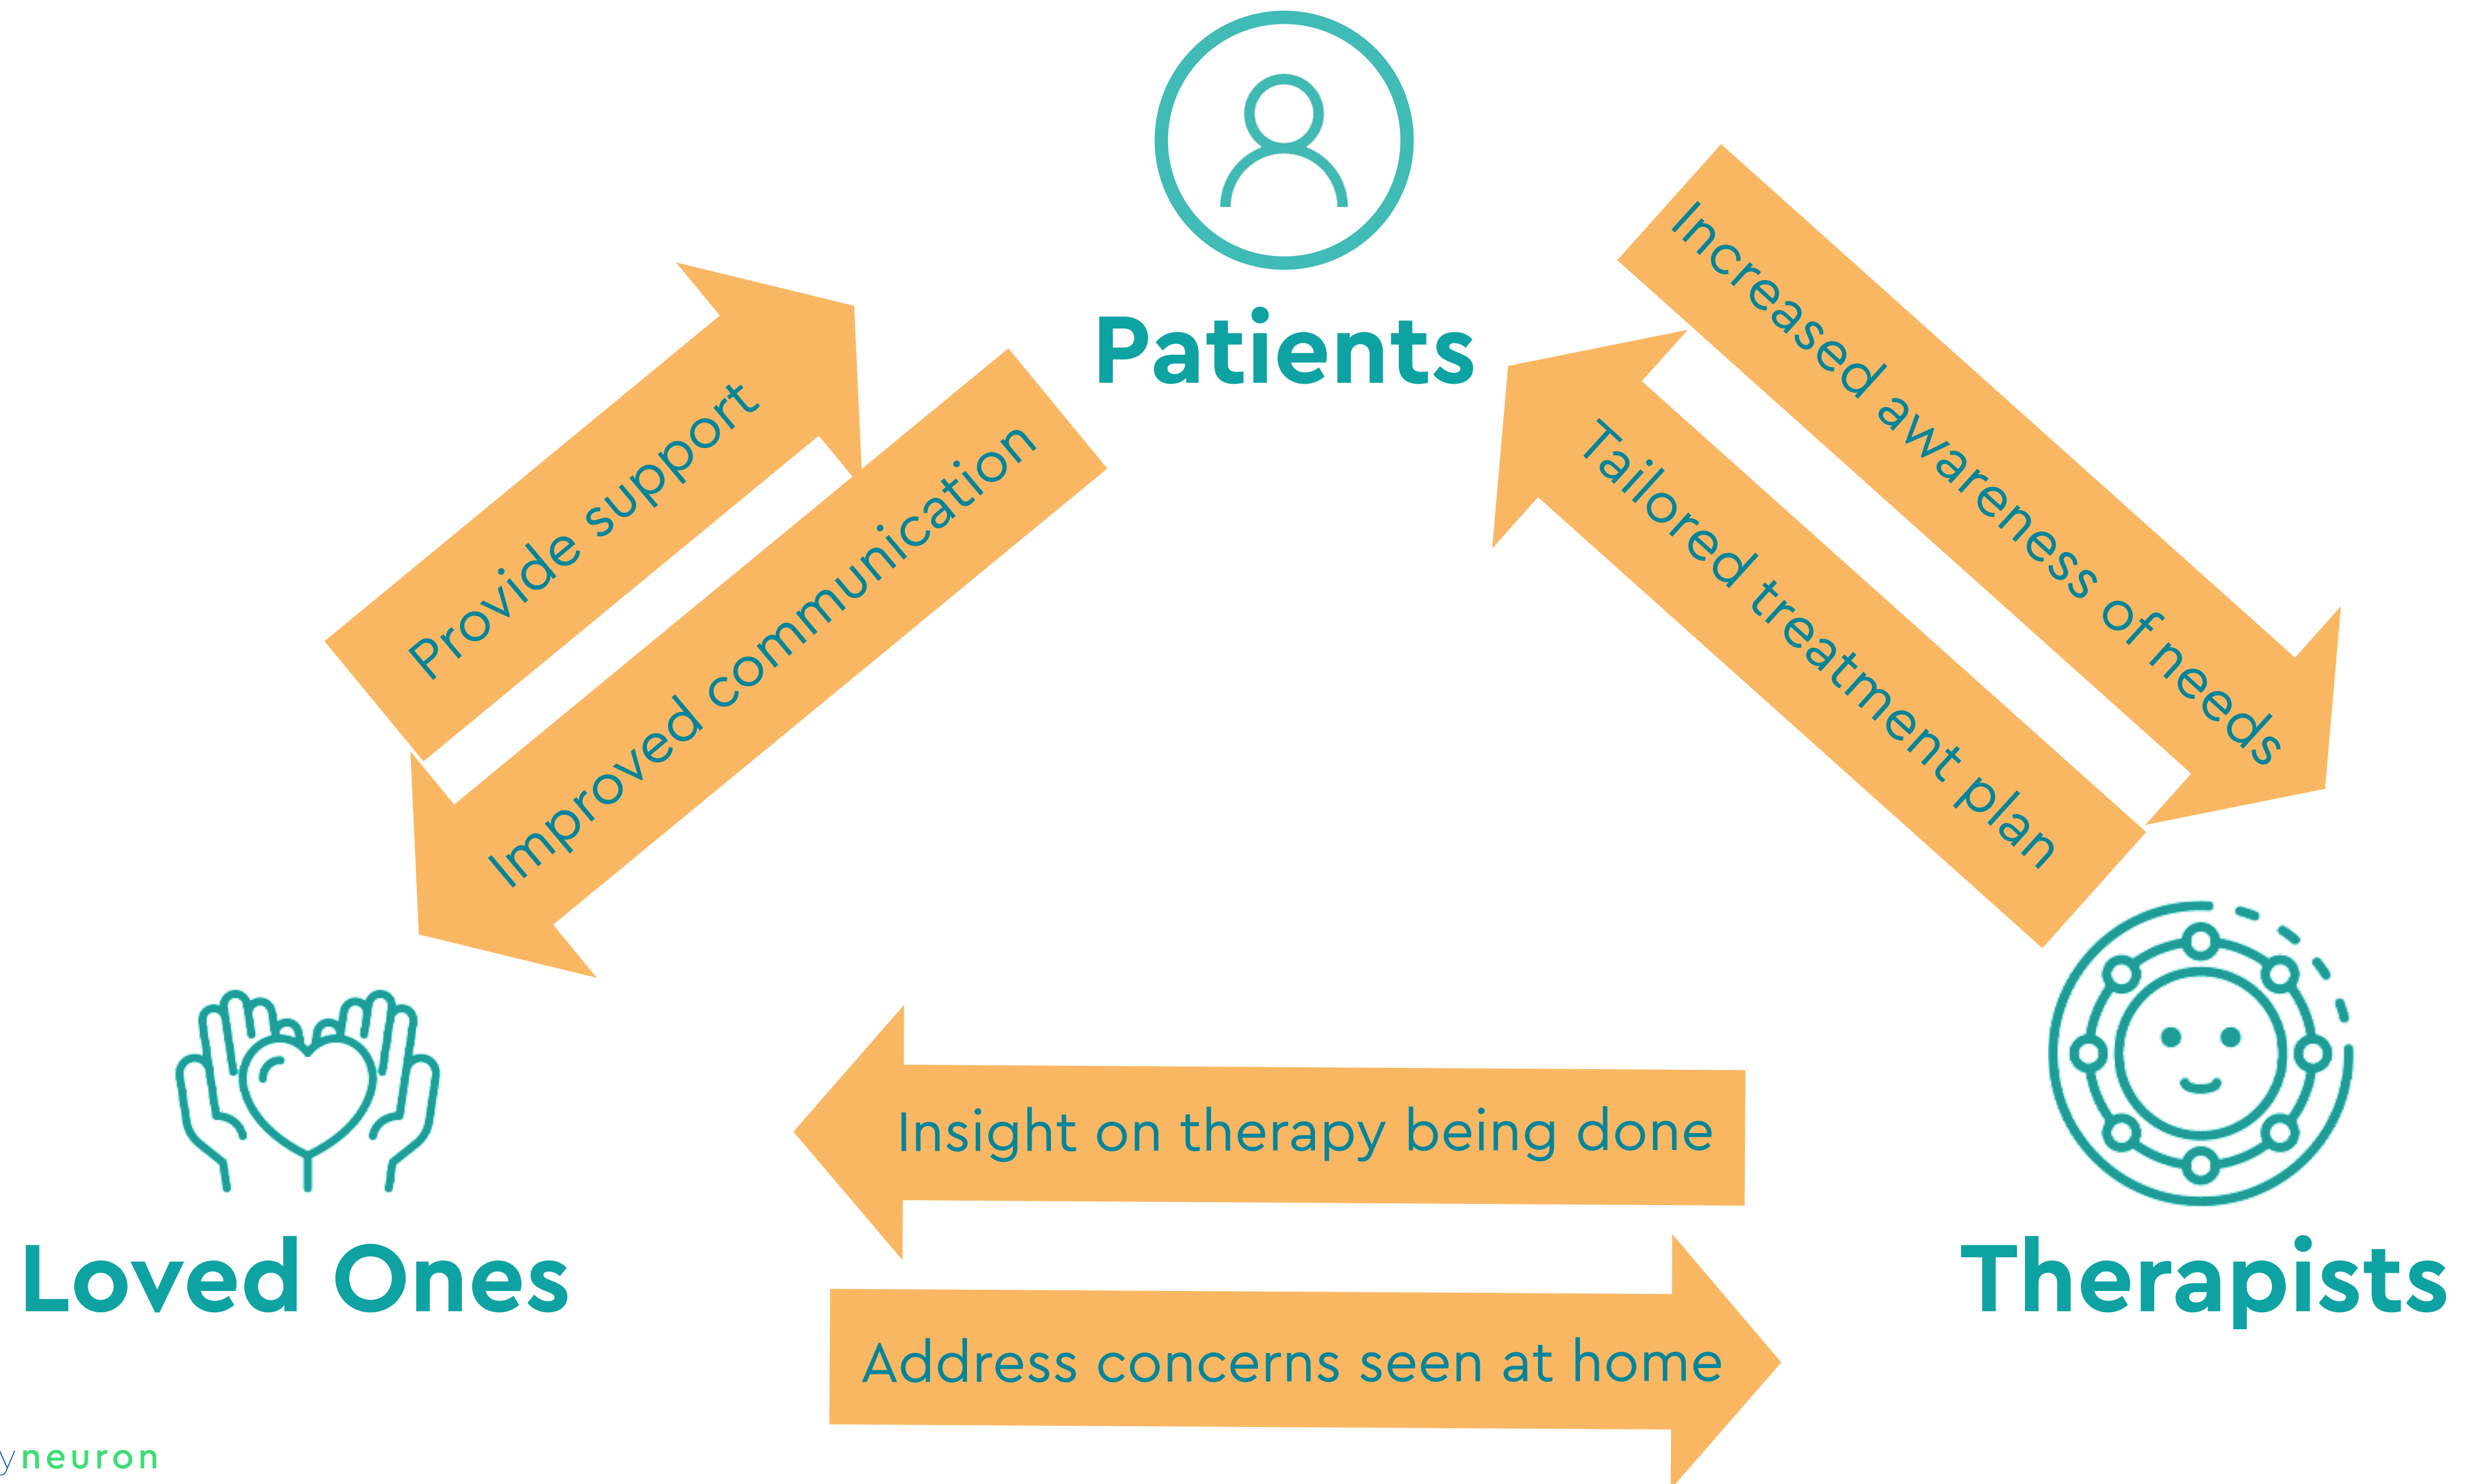 Patients
Increased awareness of needs
Tailored treatment plan
Provide support
Improved communication
Insight on therapy being done
Address concerns seen at home
Loved Ones
Therapists
yneuron